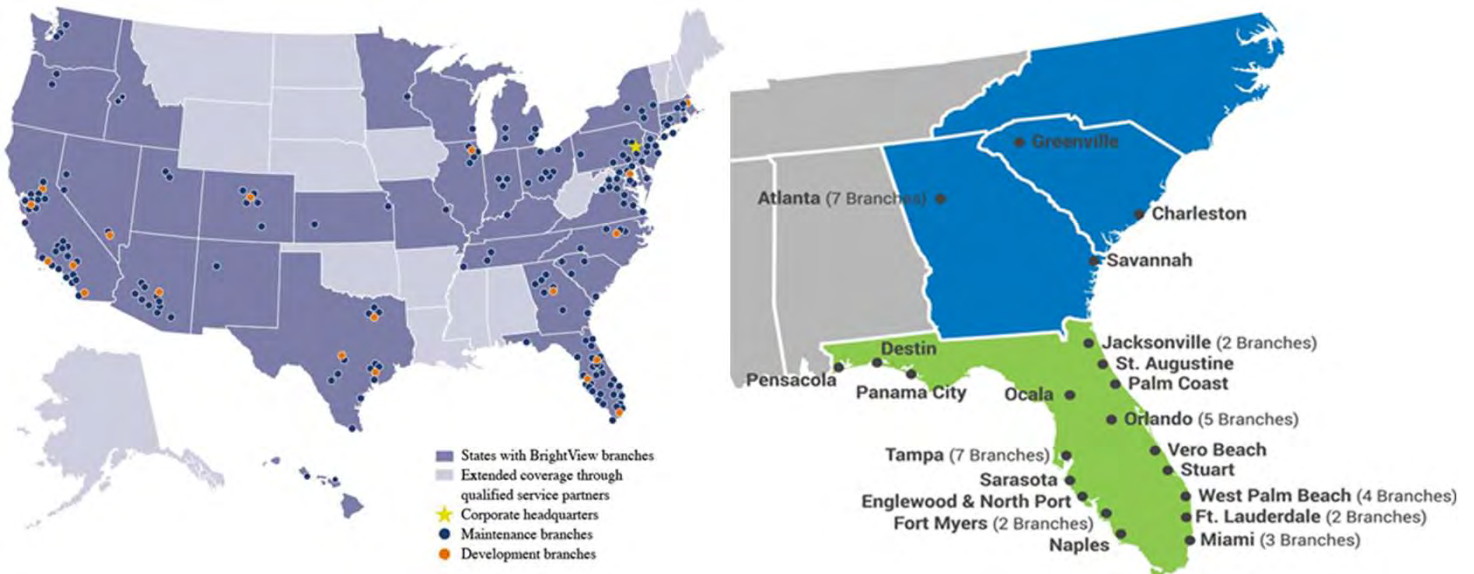 States with BrightView branches
Extended coverage through
qualified service partners
Corporate headquarters
Maintenance branches
Development branches
Greenville
Atlanta (7 Branches)
Charleston
Savannah
Jacksonville (2 Branches)
Destin
St. Augustine
Pensacola
Palm Coast
Panama City
Ocala
Orlando (5 Branches)
Vero Beach
Tampa (7 Branches)
Stuart
Sarasota
West Palm Beach (4 Branches)
Englewood & North Port
Ft. Lauderdale (2 Branches)
Fort Myers (2 Branches)
Miami (3 Branches)
Naples